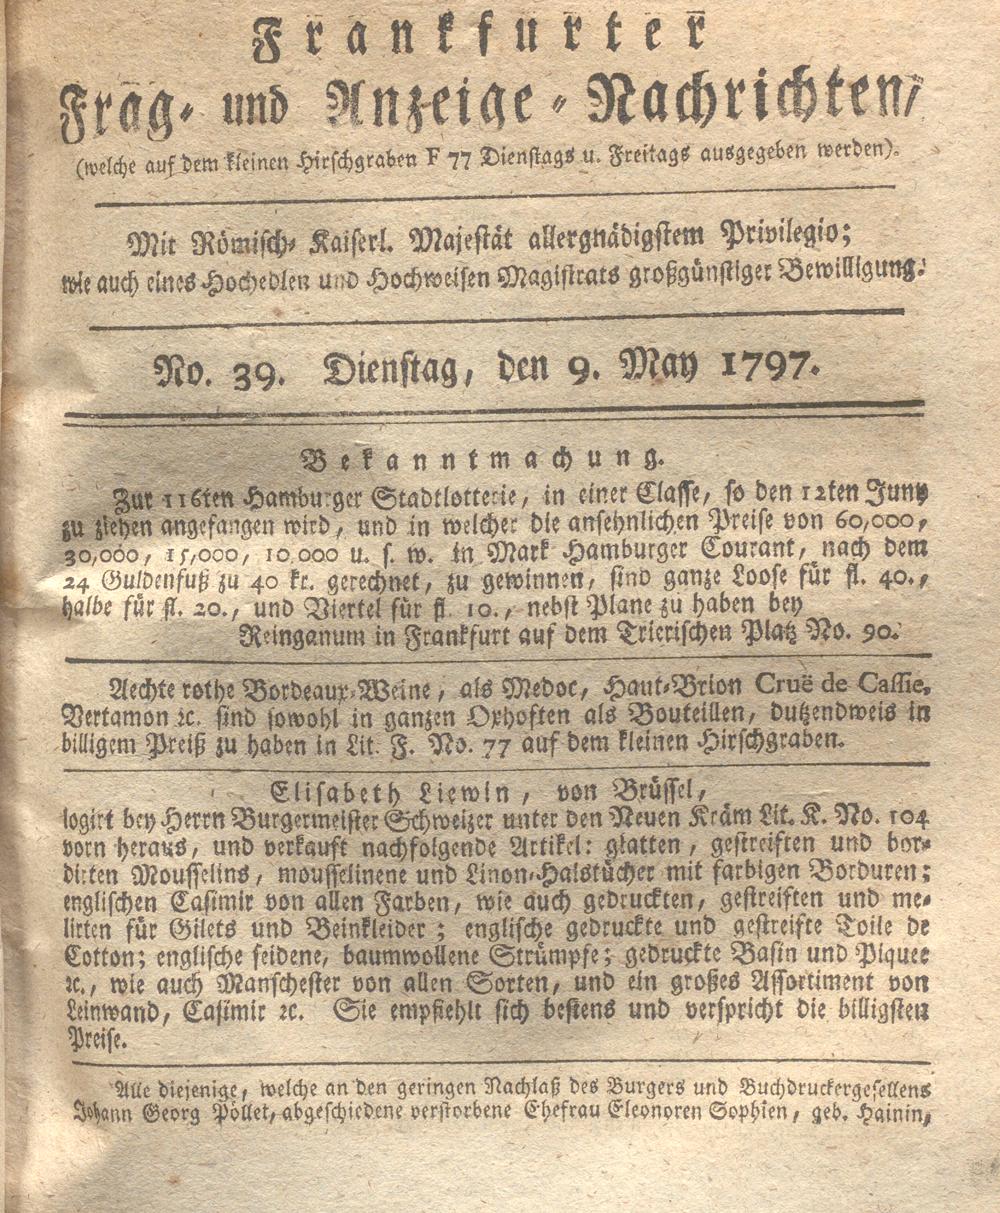 Frankfurter
Frag- und Anzeige-Nachrichten,
(welche auf dem kleinen Hirschgraben F 77 Dienstags u. Freitags ausgegeben werden).
Mit Römisch- Kaiserl. Majestät allergnädigstem Privilegio;
wie auch eines Hochedlen und Hochweisen Magistrats großgünstiger Bewilligung.
No. 39. Dienstag, den 9. May 1797.
Bekanntmachung.
Zur 116ten Hamburger Stadtlotterie, in einer Classe, so den 12ten Juny
zu ziehen angefangen wird, und in welcher die ansehnlichen Preise von 60,000,
30,000, 15,000, 10,000 u. s. w. in Mark Hamburger Courant, nach dem
24 Guldenfuß zu 40 kr. gerechnet, zu gewinnen, sind ganze Loose für fl. 40.,
halbe für fl. 20., und Viertel für fl. 10., nebst Plane zu haben bey
Reinganum in Frankfurt auf dem Trierischen Platz No. 90.
Aechte rothe Bordeaux-Weine, als Medoc, Haut-Brion Cruë de Cassie,
Vertamon ꝛc. sind sowohl in ganzen Oxhoften als Bouteillen, dutzendweis in
billigem Preiß zu haben in Lit. F. No. 77 auf dem kleinen Hirschgraben.
Elisabeth Liewin, von Brüssel,
logirt bey Herrn Burgermeister Schweizer unter den Neuen Kräm Lit. K. No. 104
vorn heraus, und verkauft nachfolgende Artikel: glatten, gestreiften und bor-
dirten Mousselins, mousselinene und Linon-Halstücher mit farbigen Borduren;
englischen Casimir von allen Farben, wie auch gedruckten, gestreiften und me-
lirten für Gilets und Beinkleider; englische gedruckte und gestreifte Toile de
Cotton; englische seidene, baumwollene Strümpfe; gedruckte Basin und Piquee
ꝛc., wie auch Manschester von allen Sorten, und ein großes Assortiment von
Leinwand, Casimir ꝛc. Sie empfiehlt sich bestens und verspricht die billigsten
Preise.
Alle diejenige, welche an den geringen Nachlaß des Burgers und Buchdruckergesellens
Johann Georg Pöllet, abgeschiedene verstorbene Ehefrau Eleonoren Sophien, geb. Hainin,